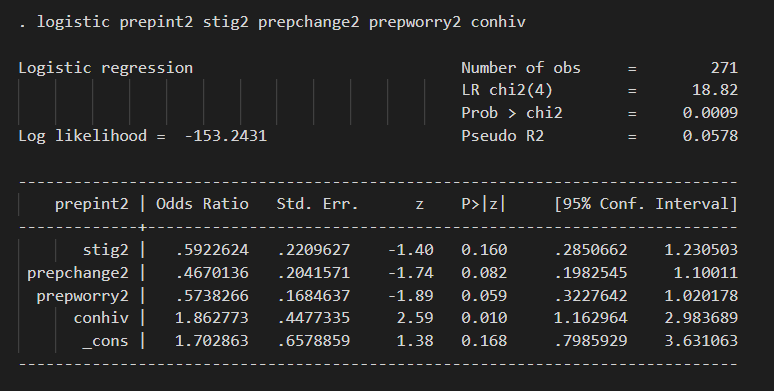 . logistic prepint2 stig2 prepchange2 prepworry2 conhiv
Logistic regression                             Number of obs     =        271
                                                LR chi2(4)        =      18.82
                                                Prob > chi2       =     0.0009
Log likelihood =  -153.2431                     Pseudo R2         =     0.0578
------------------------------------------------------------------------------
    prepint2 | Odds Ratio   Std. Err.      z    P>|z|     [95% Conf. Interval]
-------------+----------------------------------------------------------------
       stig2 |   .5922624   .2209627    -1.40   0.160     .2850662    1.230503
 prepchange2 |   .4670136   .2041571    -1.74   0.082     .1982545     1.10011
  prepworry2 |   .5738266   .1684637    -1.89   0.059     .3227642    1.020178
      conhiv |   1.862773   .4477335     2.59   0.010     1.162964    2.983689
       _cons |   1.702863   .6578859     1.38   0.168     .7985929    3.631063
------------------------------------------------------------------------------